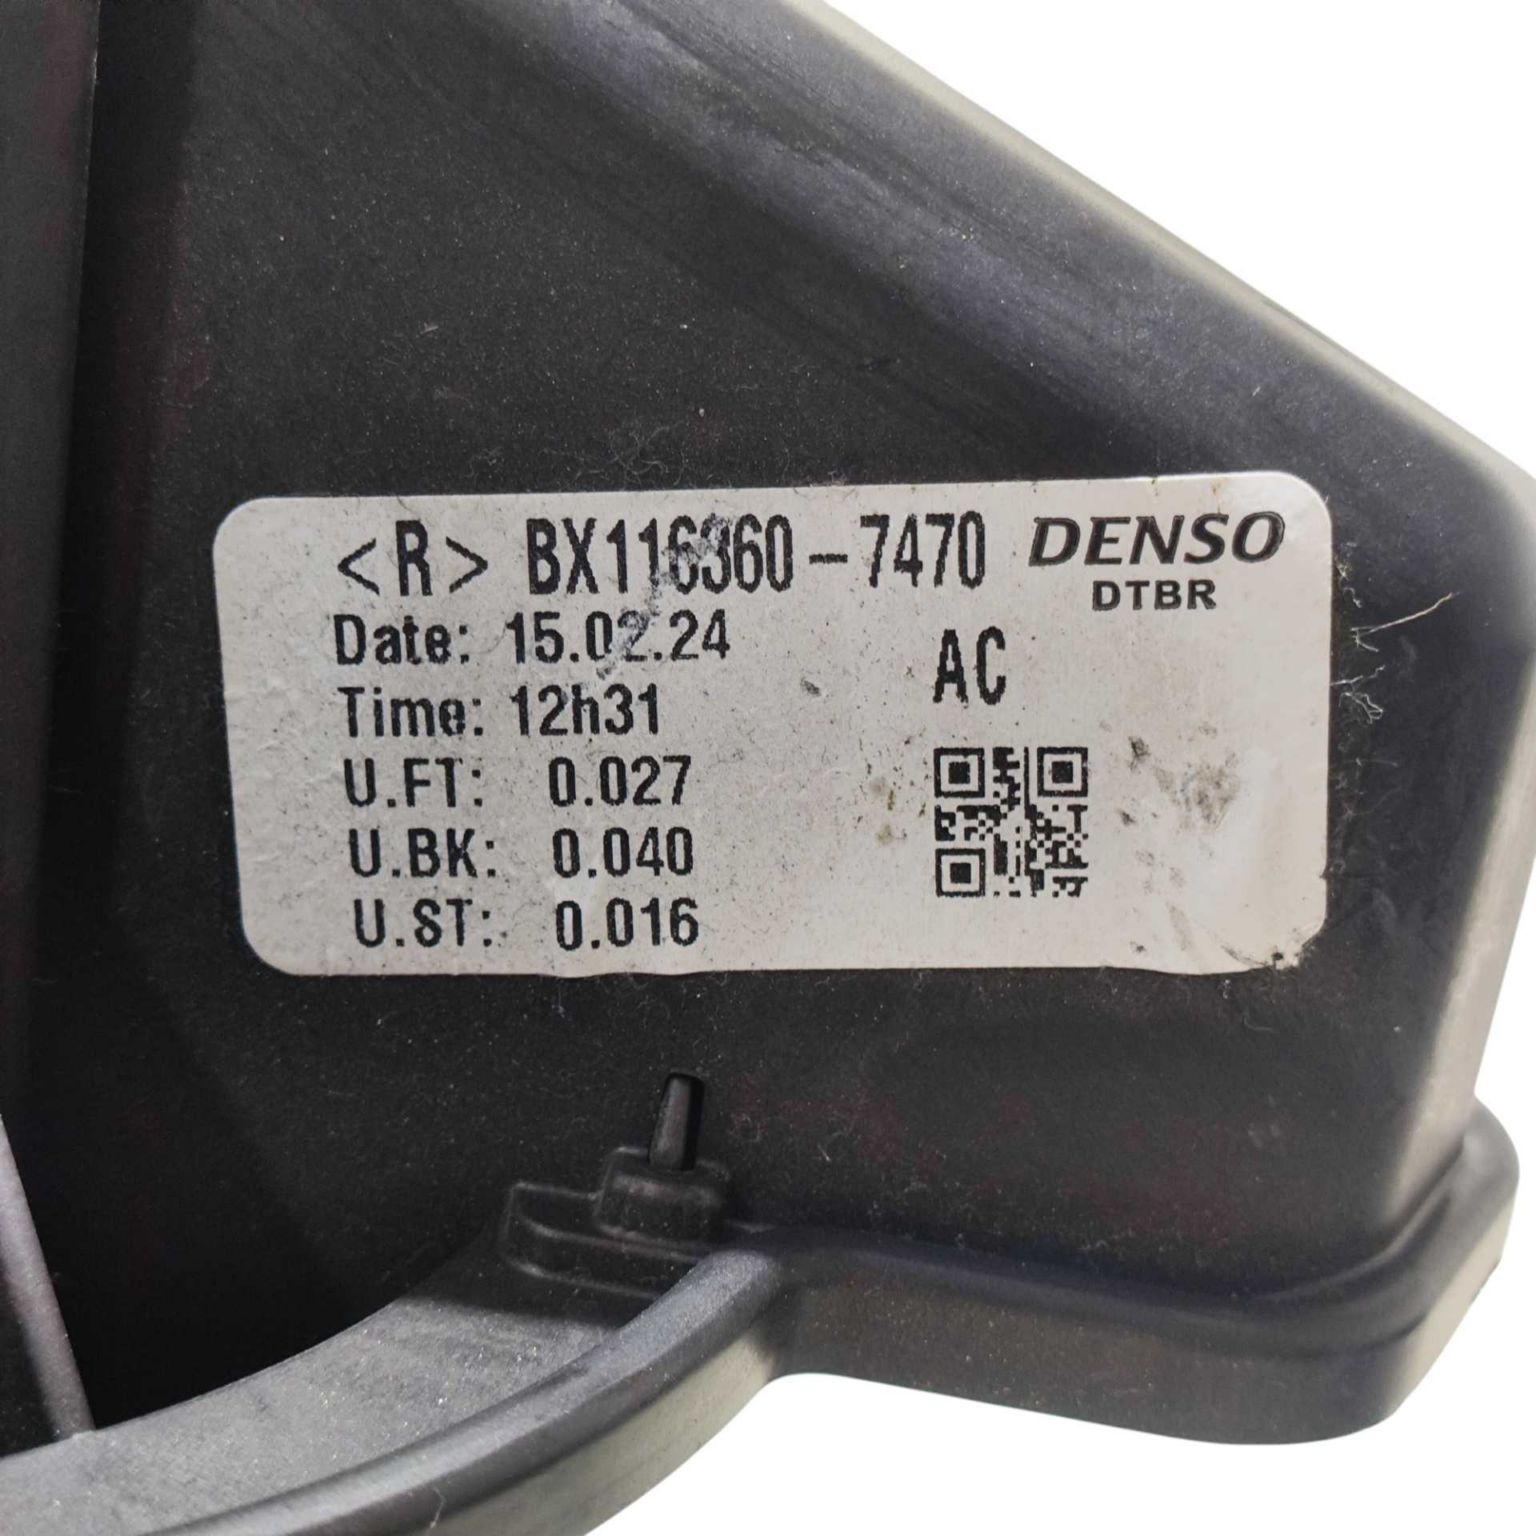 <R> BX116360-7470 DENSO
DTBR
Date: 15.02.24
AC
Time: 12h31
U.FT: 0.027
U.BK: 0.040
U.ST: 0.016